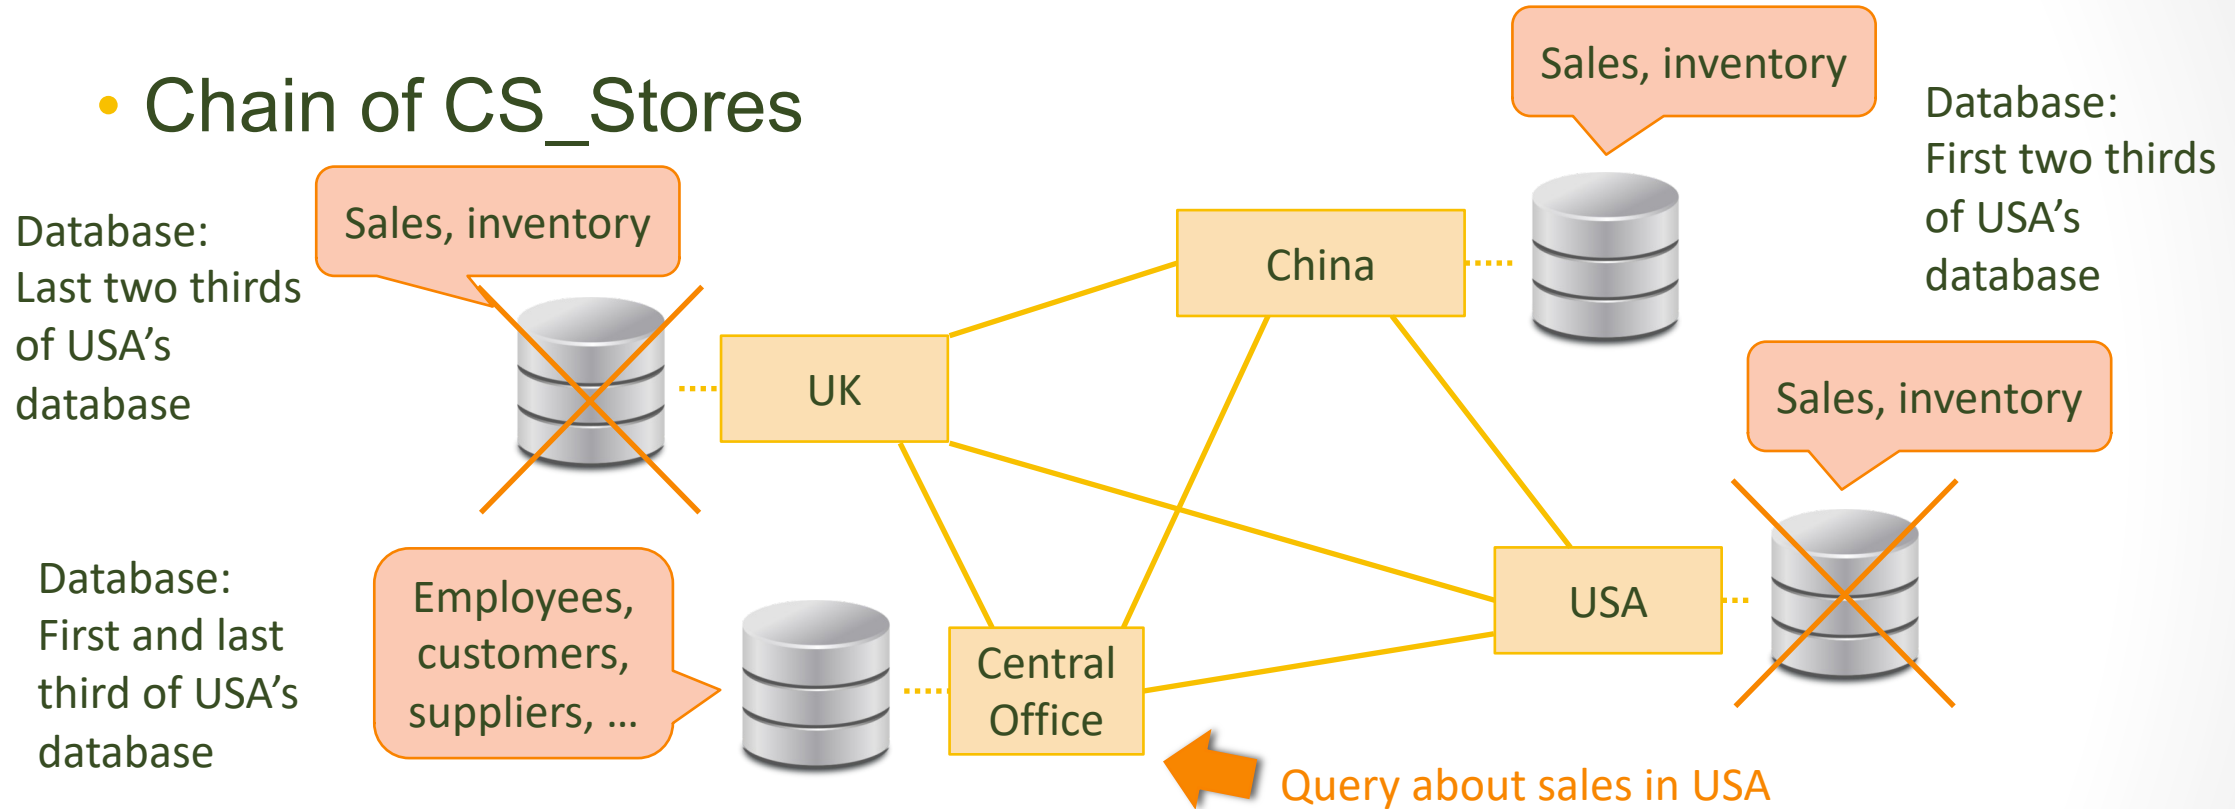 • Chain of CS_Stores
Sales, inventory
Database:
First two thirds
of USA's
database
Database:
Last two thirds
of USA's
database
Sales, inventory
China
UK
Sales, inventory
Database:
First and last
third of USA's
database
Employees,
customers,
suppliers, ...
Central
Office
USA
Query about sales in USA